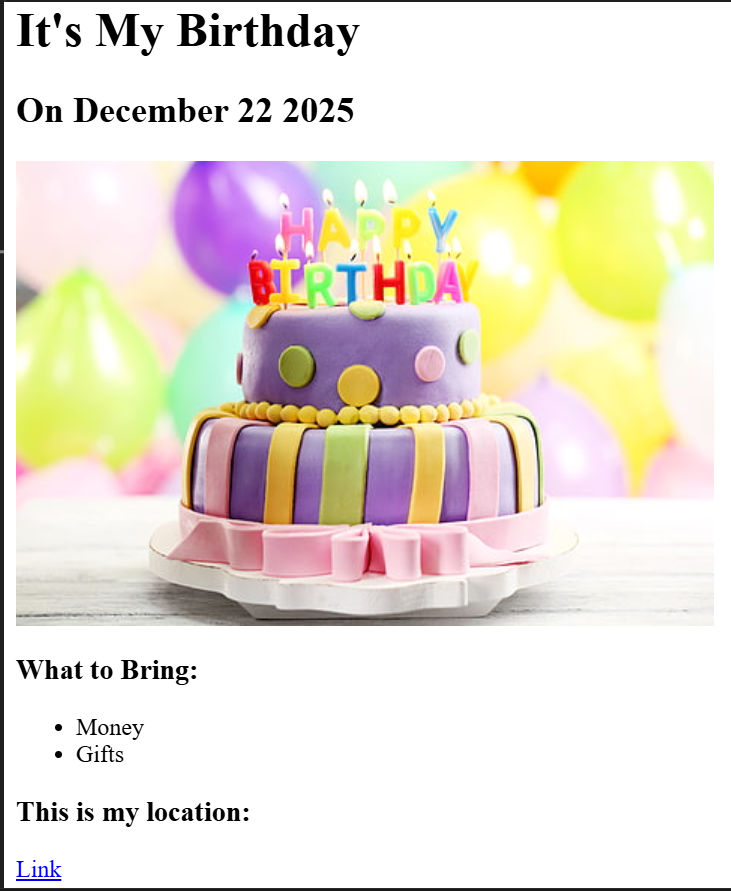 It's My Birthday
On December 22 2025
HAPPY
BIRTHDAY
What to Bring:
Money
Gifts
This is my location:
Link